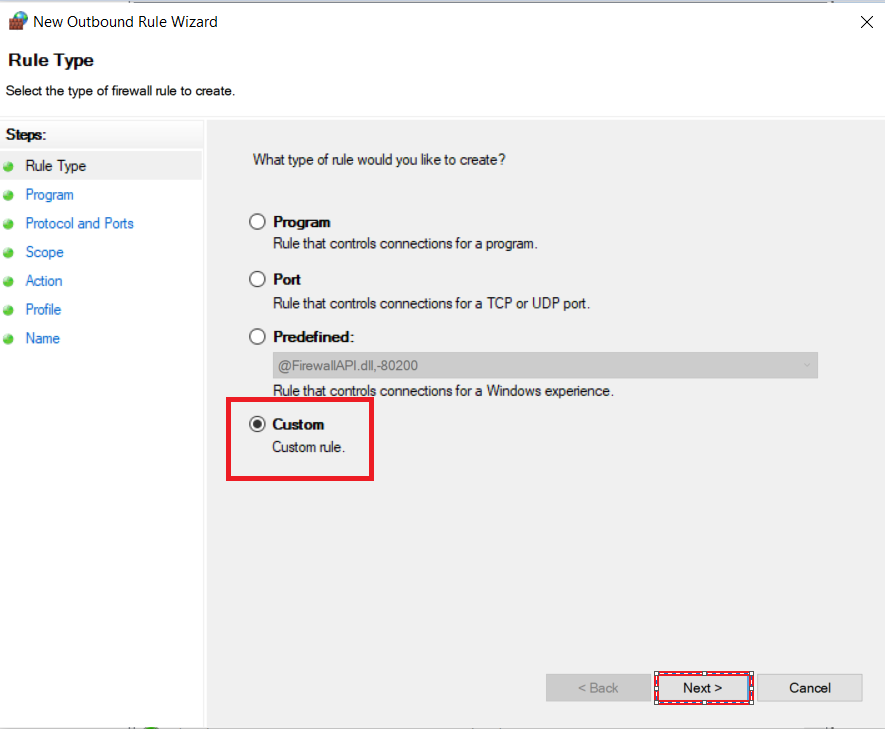 New Outbound Rule Wizard
Rule Type
Select the type of firewall rule to create.
Steps:
Rule Type
Program
Protocol and Ports
Scope
Action
Profile
Name
What type of rule would you like to create?
Program
Rule that controls connections for a program.
Port
Rule that controls connections for a TCP or UDP port.
Predefined:
@FirewallAPI.dll,-80200
Rule that controls connections for a Windows experience.
Custom
Custom rule.
< Back
Next >
Cancel